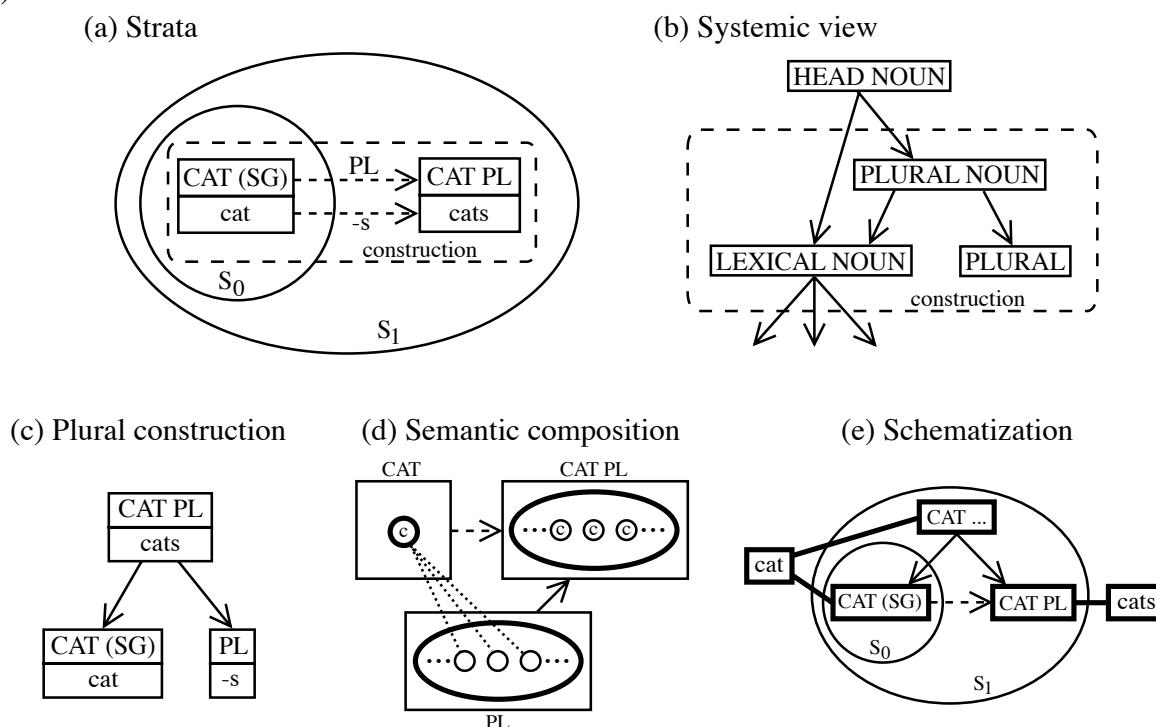 )
(a) Strata
CAT (SG)
cat
PL
-s
CAT PL
cats
construction
S0
S1
(b) Systemic view
HEAD NOUN
PLURAL NOUN
LEXICAL NOUN
PLURAL
construction
(c) Plural construction
CAT PL
cats
CAT (SG)
cat
PL
-s
(d) Semantic composition
CAT
c
CAT PL
... c c c ...
... ...
PL
(e) Schematization
CAT ...
cat
CAT (SG)
CAT PL
cats
S0
S1